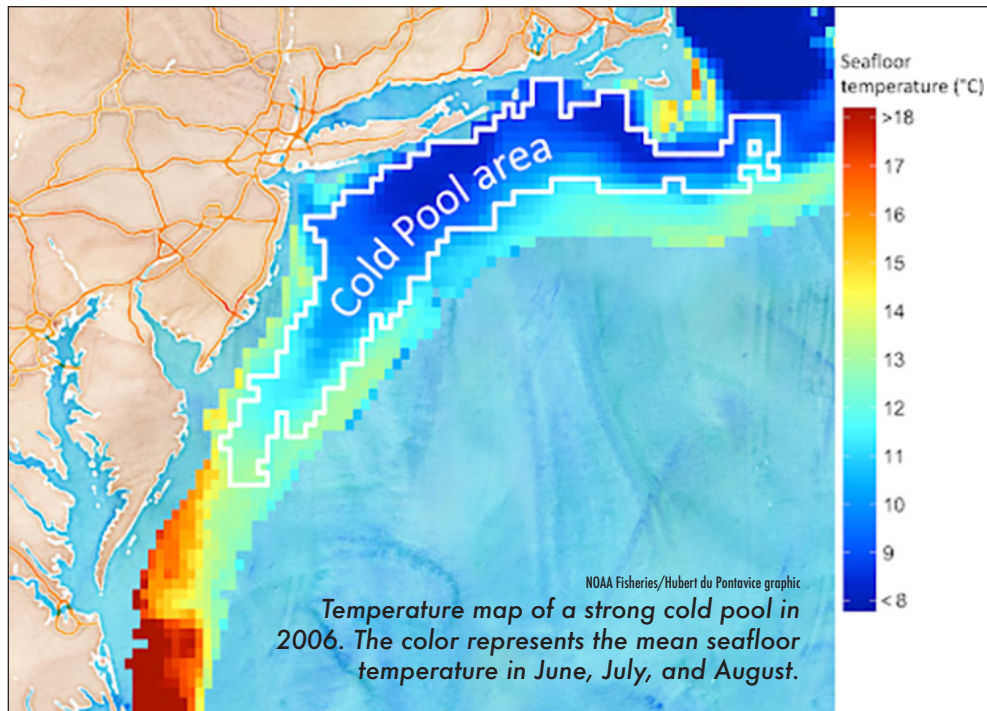 Seafloor
temperature (°C)
>18
17
16
15
14
13
12
11
10
9
<8
Cold Pool area
NOAA Fisheries/Hubert du Pontavice graphic
Temperature map of a strong cold pool in
2006. The color represents the mean seafloor
temperature in June, July, and August.